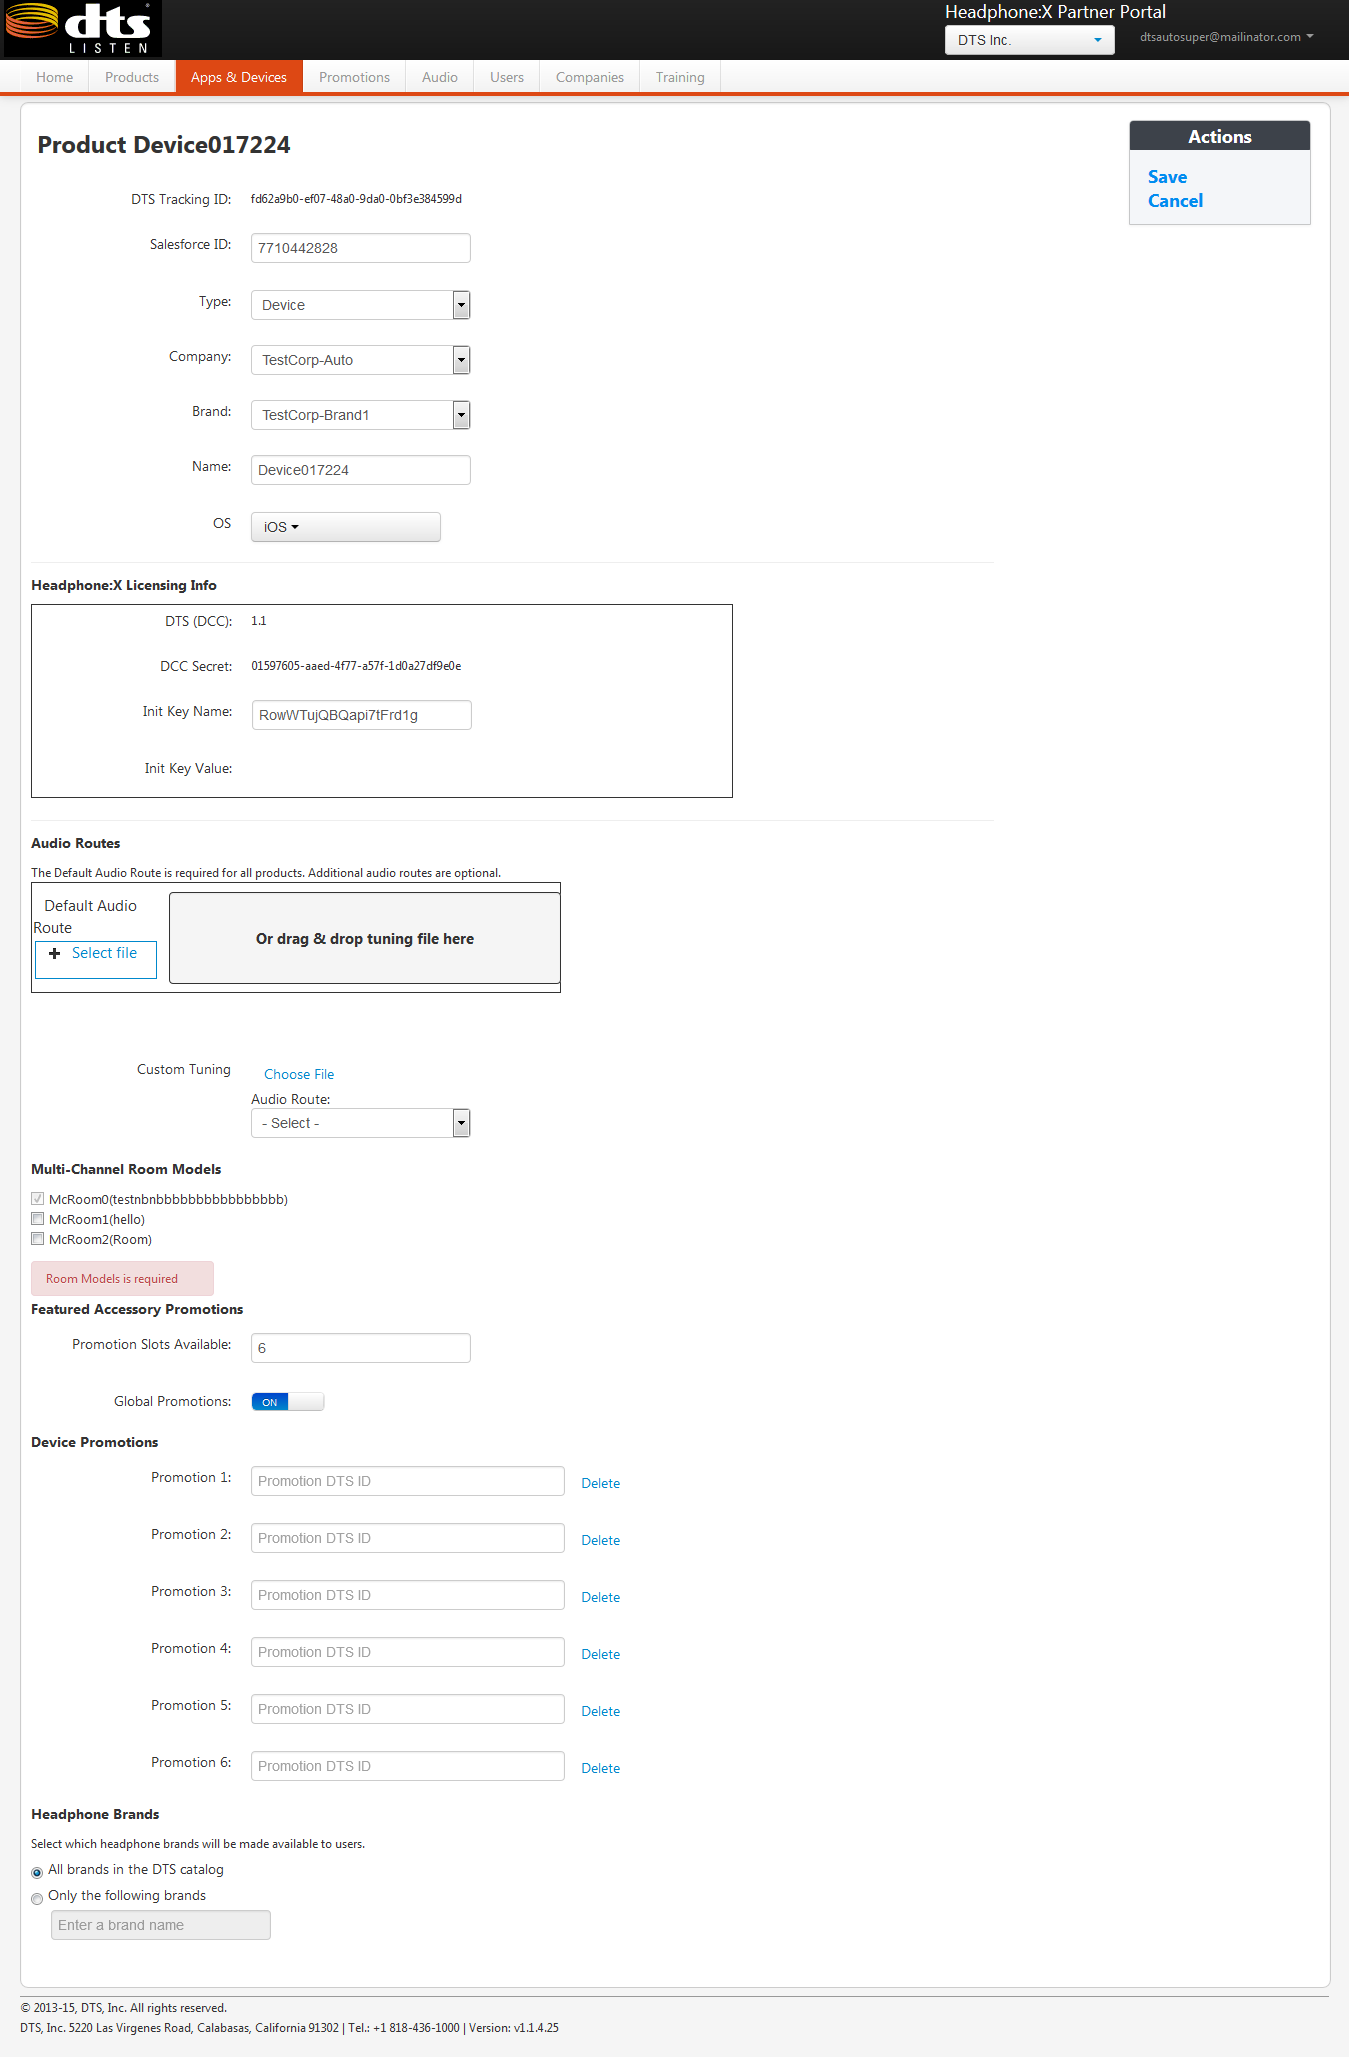 dts
LISTEN
Headphone:X Partner Portal
DTS Inc.
dtsautosuper@mailinator.com
Home Products Apps & Devices Promotions Audio Users Companies Training
Product Device017224
Actions
Save
Cancel
DTS Tracking ID: fd62a9b0-ef07-48a0-9da0-0bf3e384599d
Salesforce ID: 7710442828
Type: Device
Company: TestCorp-Auto
Brand: TestCorp-Brand1
Name: Device017224
OS iOS
Headphone:X Licensing Info
DTS (DCC): 1.1
DCC Secret: 01597605-aaed-4f77-a57f-1d0a27df9e0e
Init Key Name: RowWTujQBQapi7tFrd1g
Init Key Value:
Audio Routes
The Default Audio Route is required for all products. Additional audio routes are optional.
Default Audio
Route
Select file
Or drag & drop tuning file here
Custom Tuning Choose File
Audio Route:
- Select -
Multi-Channel Room Models
McRoom0(testnbnbbbbbbbbbbbbbbbb)
McRoom1(hello)
McRoom2(Room)
Room Models is required
Featured Accessory Promotions
Promotion Slots Available: 6
Global Promotions: ON
Device Promotions
Promotion 1: Promotion DTS ID Delete
Promotion 2: Promotion DTS ID Delete
Promotion 3: Promotion DTS ID Delete
Promotion 4: Promotion DTS ID Delete
Promotion 5: Promotion DTS ID Delete
Promotion 6: Promotion DTS ID Delete
Headphone Brands
Select which headphone brands will be made available to users.
All brands in the DTS catalog
Only the following brands
Enter a brand name
© 2013-15, DTS, Inc. All rights reserved.
DTS, Inc. 5220 Las Virgenes Road, Calabasas, California 91302 | Tel.: +1 818-436-1000 | Version: v1.1.4.25